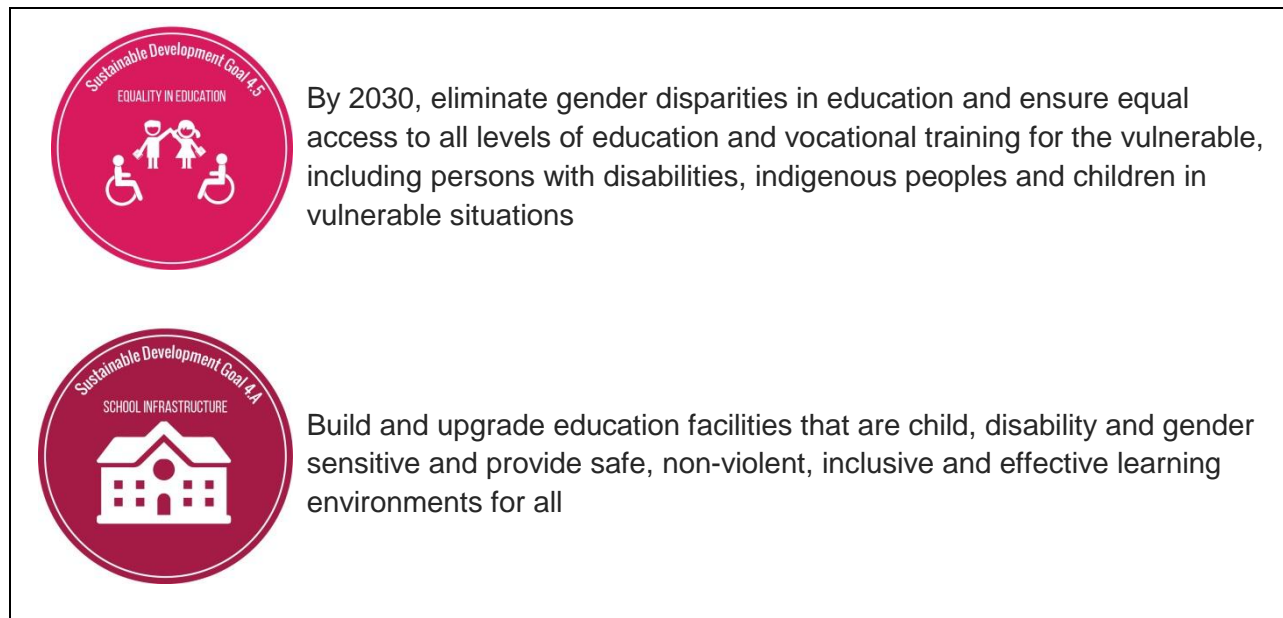 Sustainable Development Goal 4.5
EQUALITY IN EDUCATION
By 2030, eliminate gender disparities in education and ensure equal
access to all levels of education and vocational training for the vulnerable,
including persons with disabilities, indigenous peoples and children in
vulnerable situations
Sustainable Development Goal 4.A
SCHOOL INFRASTRUCTURE
Build and upgrade education facilities that are child, disability and gender
sensitive and provide safe, non-violent, inclusive and effective learning
environments for all